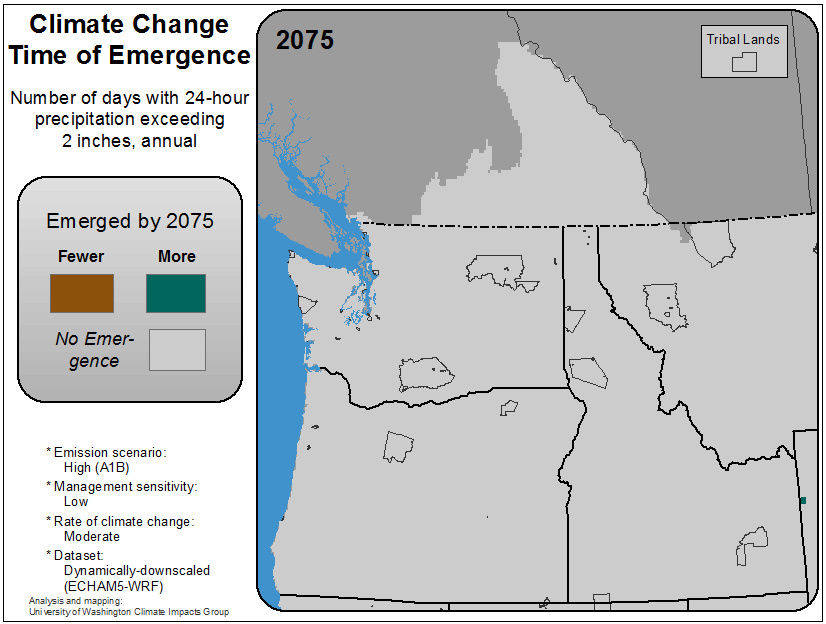 Climate Change
Time of Emergence
Number of days with 24-hour
precipitation exceeding
2 inches, annual
Emerged by 2075
Fewer
More
No Emer-
gence
* Emission scenario:
High (A1B)
* Management sensitivity:
Low
* Rate of climate change:
Moderate
* Dataset:
Dynamically-downscaled
(ECHAM5-WRF)
Analysis and mapping:
University of Washington Climate Impacts Group
2075
Tribal Lands